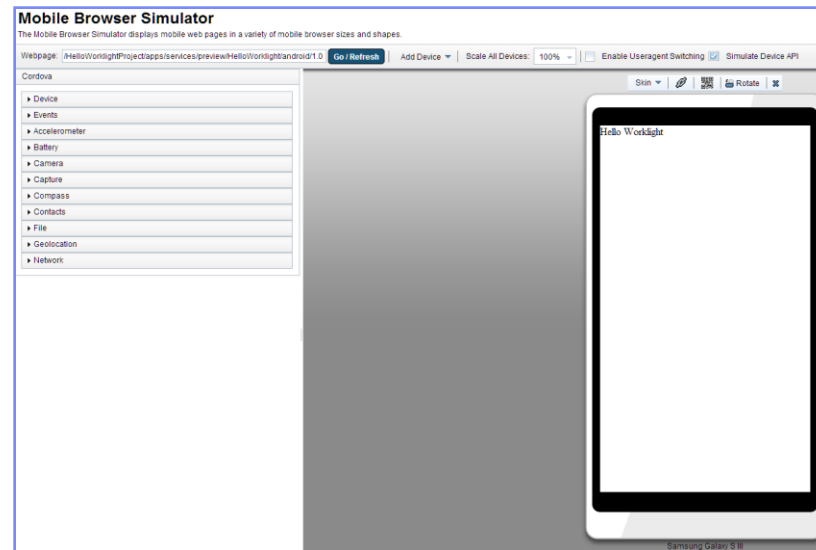 Mobile Browser Simulator
The Mobile Browser Simulator displays mobile web pages in a variety of mobile browser sizes and shapes.
Webpage: /HelloWorklightProject/apps/services/preview/HelloWorklight/android/1.0 Go / Refresh Add Device Scale All Devices: 100% Enable Useragent Switching Simulate Device API
Cordova
Skin Rotate
Device
Events
Accelerometer
Battery
Camera
Capture
Compass
Contacts
File
Geolocation
Network
Hello Worklight
Samsung Galaxy S III